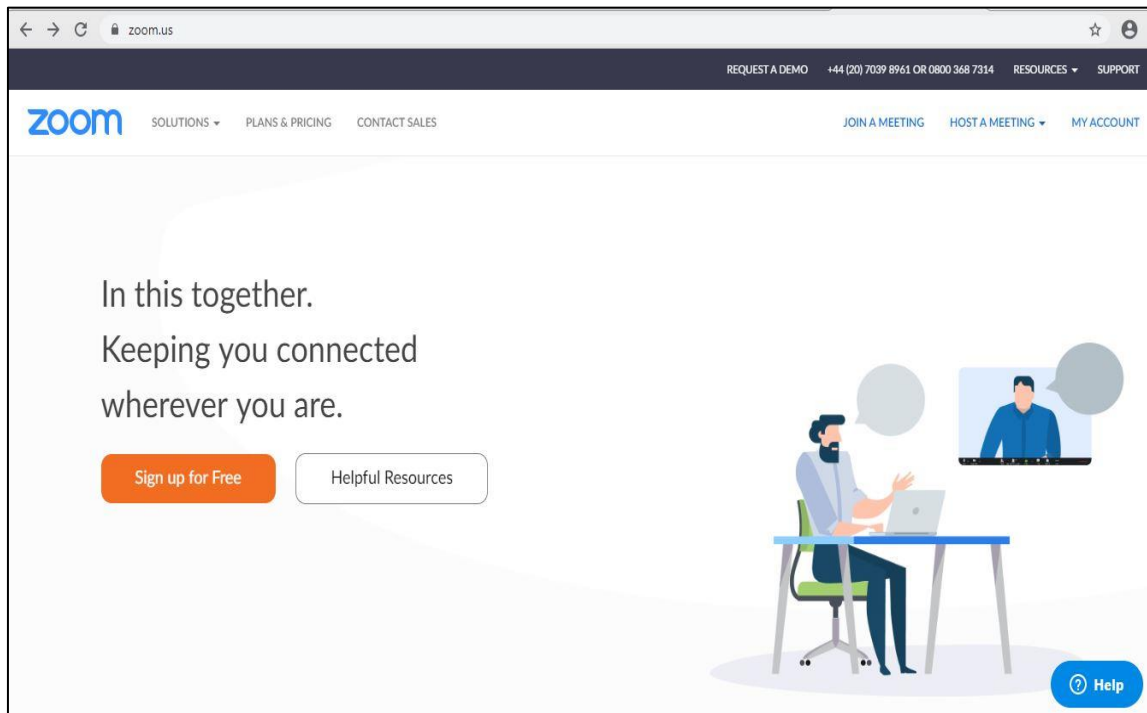 zoom.us
REQUEST A DEMO +44 (20) 7039 8961 OR 0800 368 7314 RESOURCES SUPPORT
zoom SOLUTIONS PLANS & PRICING CONTACT SALES JOIN A MEETING HOST A MEETING MY ACCOUNT
In this together.
Keeping you connected
wherever you are.
Sign up for Free Helpful Resources
? Help